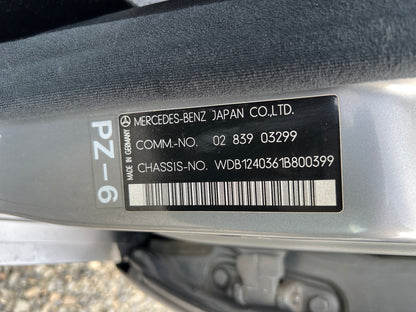 MERCEDES-BENZ JAPAN CO.,LTD.
COMM.-NO. 02 839 03299
CHASSIS-NO. WDB1240361B800399
MADE IN GERMANY
PZ-6